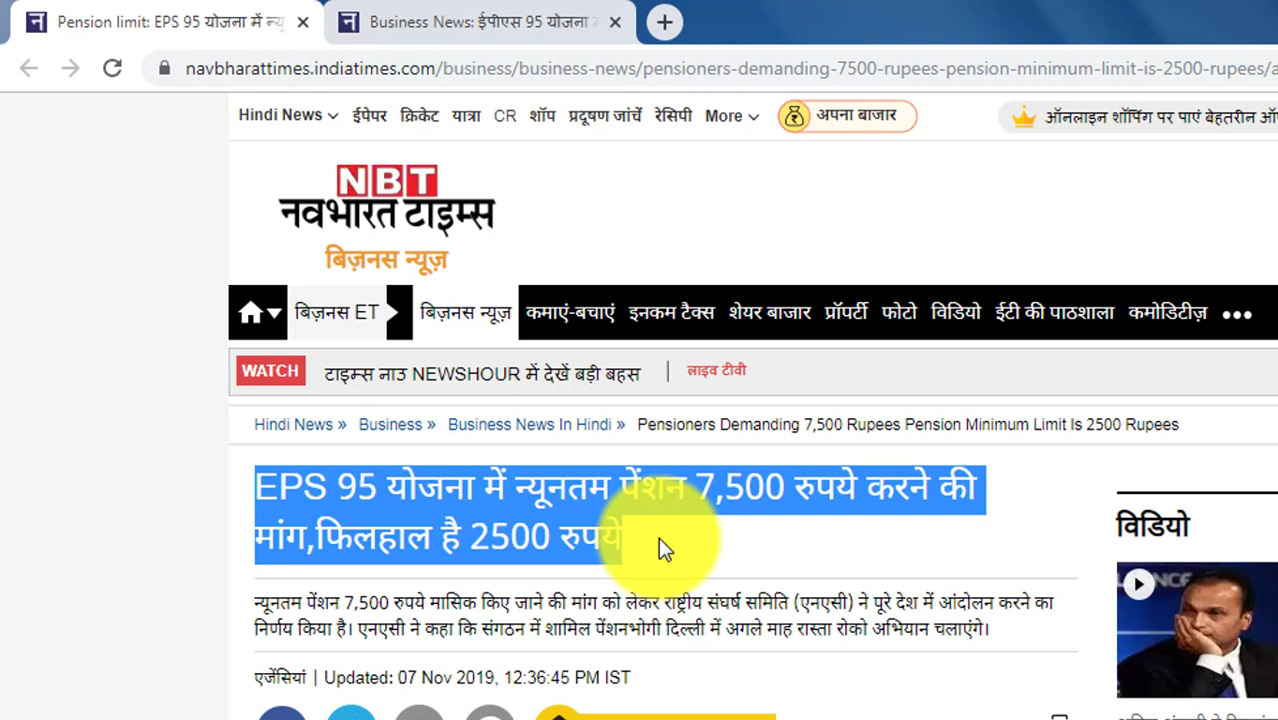 Pension limit: EPS 95 योजना में न्यू
Business News: ईपीएस 95 योजना
navbharattimes.indiatimes.com/business/business-news/pensioners-demanding-7500-rupees-pension-minimum-limit-is-2500-rupees/a
Hindi News ईपेपर क्रिकेट यात्रा CR शॉप प्रदूषण जांचें रेसिपी More अपना बाजार ऑनलाइन शॉपिंग पर पाएं बेहतरीन
NBT
नवभारत टाइम्स
बिज़नस न्यूज़
बिज़नस ET बिज़नस न्यूज़ कमाएं-बचाएं इनकम टैक्स शेयर बाजार प्रॉपर्टी फोटो विडियो ईटी की पाठशाला कमोडिटीज़ •••
WATCH टाइम्स नाउ NEWSHOUR में देखें बड़ी बहस | लाइव टीवी
Hindi News » Business » Business News In Hindi » Pensioners Demanding 7,500 Rupees Pension Minimum Limit Is 2500 Rupees
EPS 95 योजना में न्यूनतम पेंशन 7,500 रुपये करने की
मांग,फिलहाल है 2500 रुपये
विडियो
न्यूनतम पेंशन 7,500 रुपये मासिक किए जाने की मांग को लेकर राष्ट्रीय संघर्ष समिति (एनएसी) ने पूरे देश में आंदोलन करने का
निर्णय किया है। एनएसी ने कहा कि संगठन में शामिल पेंशनभोगी दिल्ली में अगले माह रास्ता रोको अभियान चलाएंगे।
एजेंसियां | Updated: 07 Nov 2019, 12:36:45 PM IST